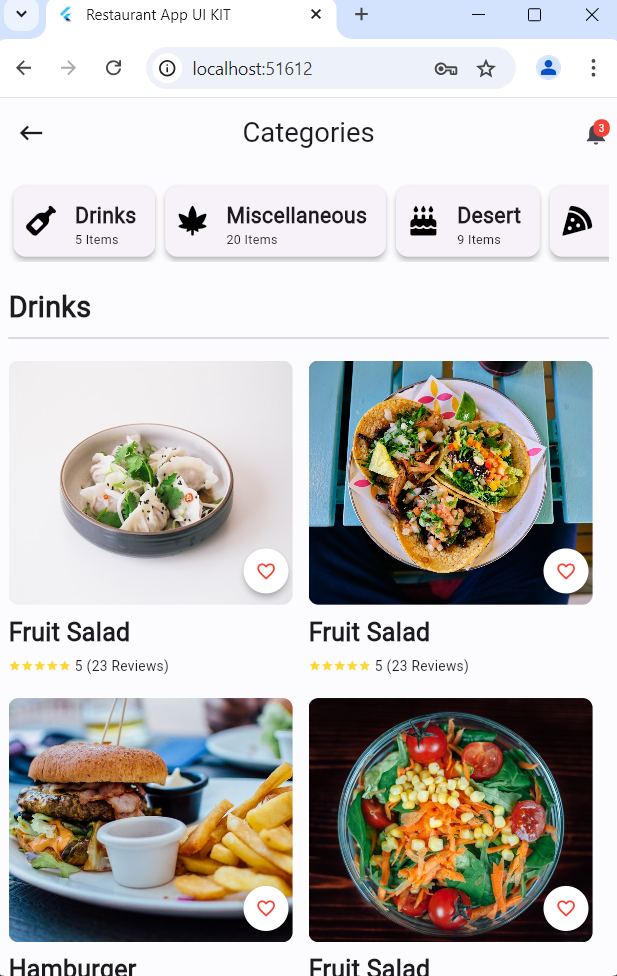 Restaurant App UI KIT
localhost:51612
Categories
3
Drinks
5 Items
Miscellaneous
20 Items
Desert
9 Items
Drinks
Fruit Salad
5 (23 Reviews)
Fruit Salad
5 (23 Reviews)
Hamburger
Fruit Salad